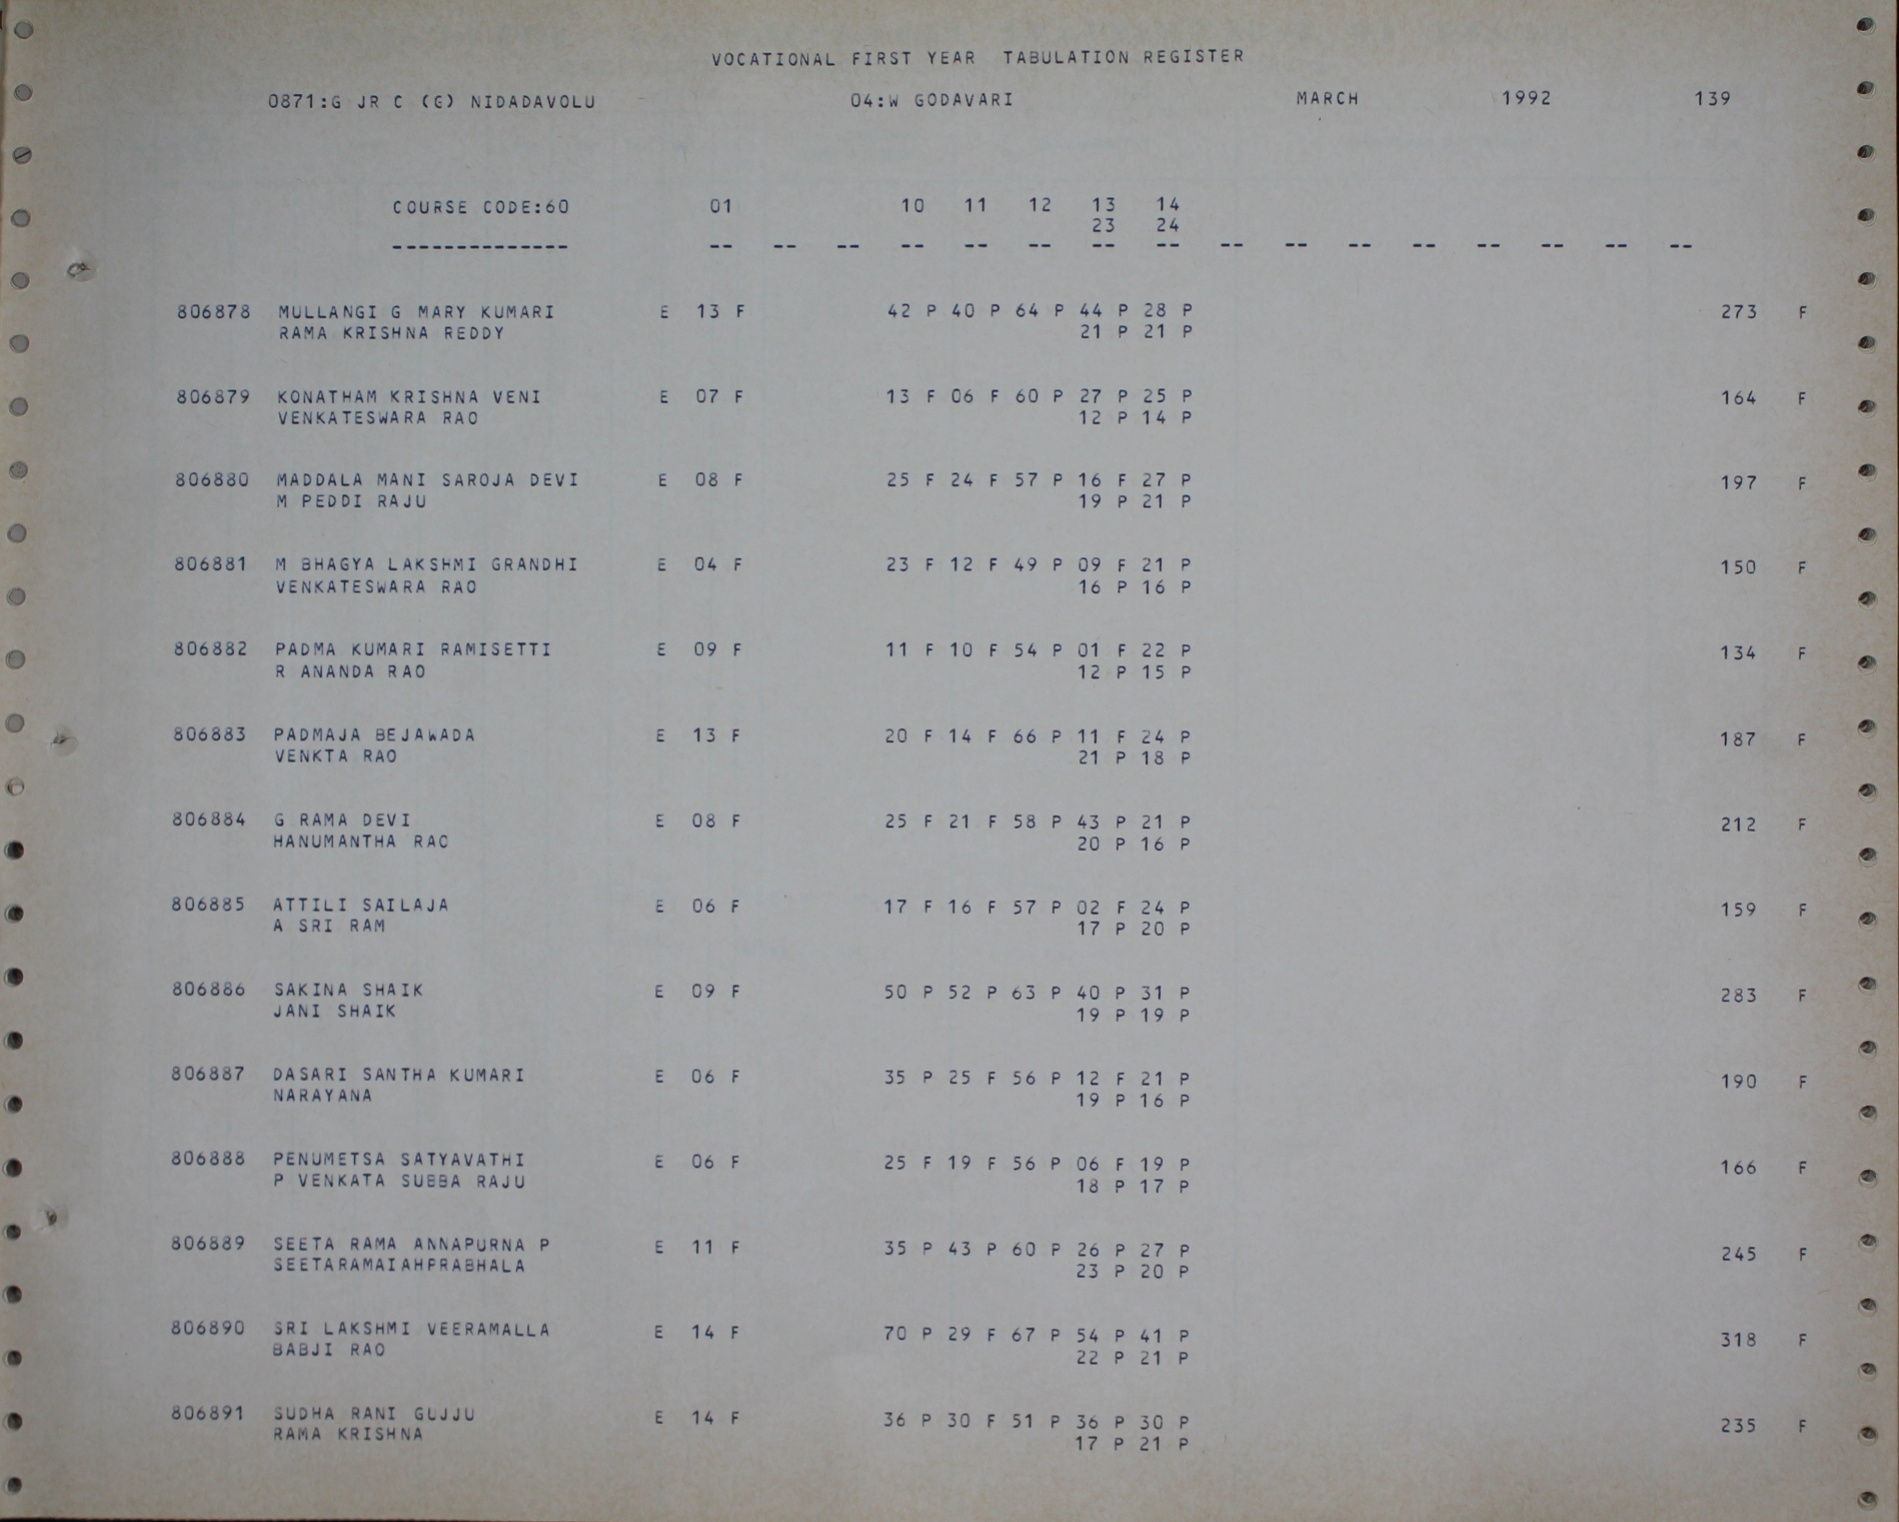 VOCATIONAL FIRST YEAR TABULATION REGISTER
0871:G JR C (G) NIDADAVOLU 04:W GODAVARI MARCH 1992 139
COURSE CODE:60 01 10 11 12 13 14
23 24
-------------- -- -- -- -- -- -- -- -- -- -- -- -- -- -- -- --
806878 MULLANGI G MARY KUMARI E 13 F 42 P 40 P 64 P 44 P 28 P 273 F
RAMA KRISHNA REDDY 21 P 21 P
806879 KONATHAM KRISHNA VENI E 07 F 13 F 06 F 60 P 27 P 25 P 164 F
VENKATESWARA RAO 12 P 14 P
806880 MADDALA MANI SAROJA DEVI E 08 F 25 F 24 F 57 P 16 F 27 P 197 F
M PEDDI RAJU 19 P 21 P
806881 M BHAGYA LAKSHMI GRANDHI E 04 F 23 F 12 F 49 P 09 F 21 P 150 F
VENKATESWARA RAO 16 P 16 P
806882 PADMA KUMARI RAMISETTI E 09 F 11 F 10 F 54 P 01 F 22 P 134 F
R ANANDA RAO 12 P 15 P
806883 PADMAJA BEJAWADA E 13 F 20 F 14 F 66 P 11 F 24 P 187 F
VENKTA RAO 21 P 18 P
806884 G RAMA DEVI E 08 F 25 F 21 F 58 P 43 P 21 P 212 F
HANUMANTHA RAO 20 P 16 P
806885 ATTILI SAILAJA E 06 F 17 F 16 F 57 P 02 F 24 P 159 F
A SRI RAM 17 P 20 P
806886 SAKINA SHAIK E 09 F 50 P 52 P 63 P 40 P 31 P 283 F
JANI SHAIK 19 P 19 P
806887 DASARI SANTHA KUMARI E 06 F 35 P 25 F 56 P 12 F 21 P 190 F
NARAYANA 19 P 16 P
806888 PENUMETSA SATYAVATHI E 06 F 25 F 19 F 56 P 06 F 19 P 166 F
P VENKATA SUBBA RAJU 18 P 17 P
806889 SEETA RAMA ANNAPURNA P E 11 F 35 P 43 P 60 P 26 P 27 P 245 F
SEETARAMAIAHPRABHALA 23 P 20 P
806890 SRI LAKSHMI VEERAMALLA E 14 F 70 P 29 F 67 P 54 P 41 P 318 F
BABJI RAO 22 P 21 P
806891 SUDHA RANI GUJJU E 14 F 36 P 30 F 51 P 36 P 30 P 235 F
RAMA KRISHNA 17 P 21 P